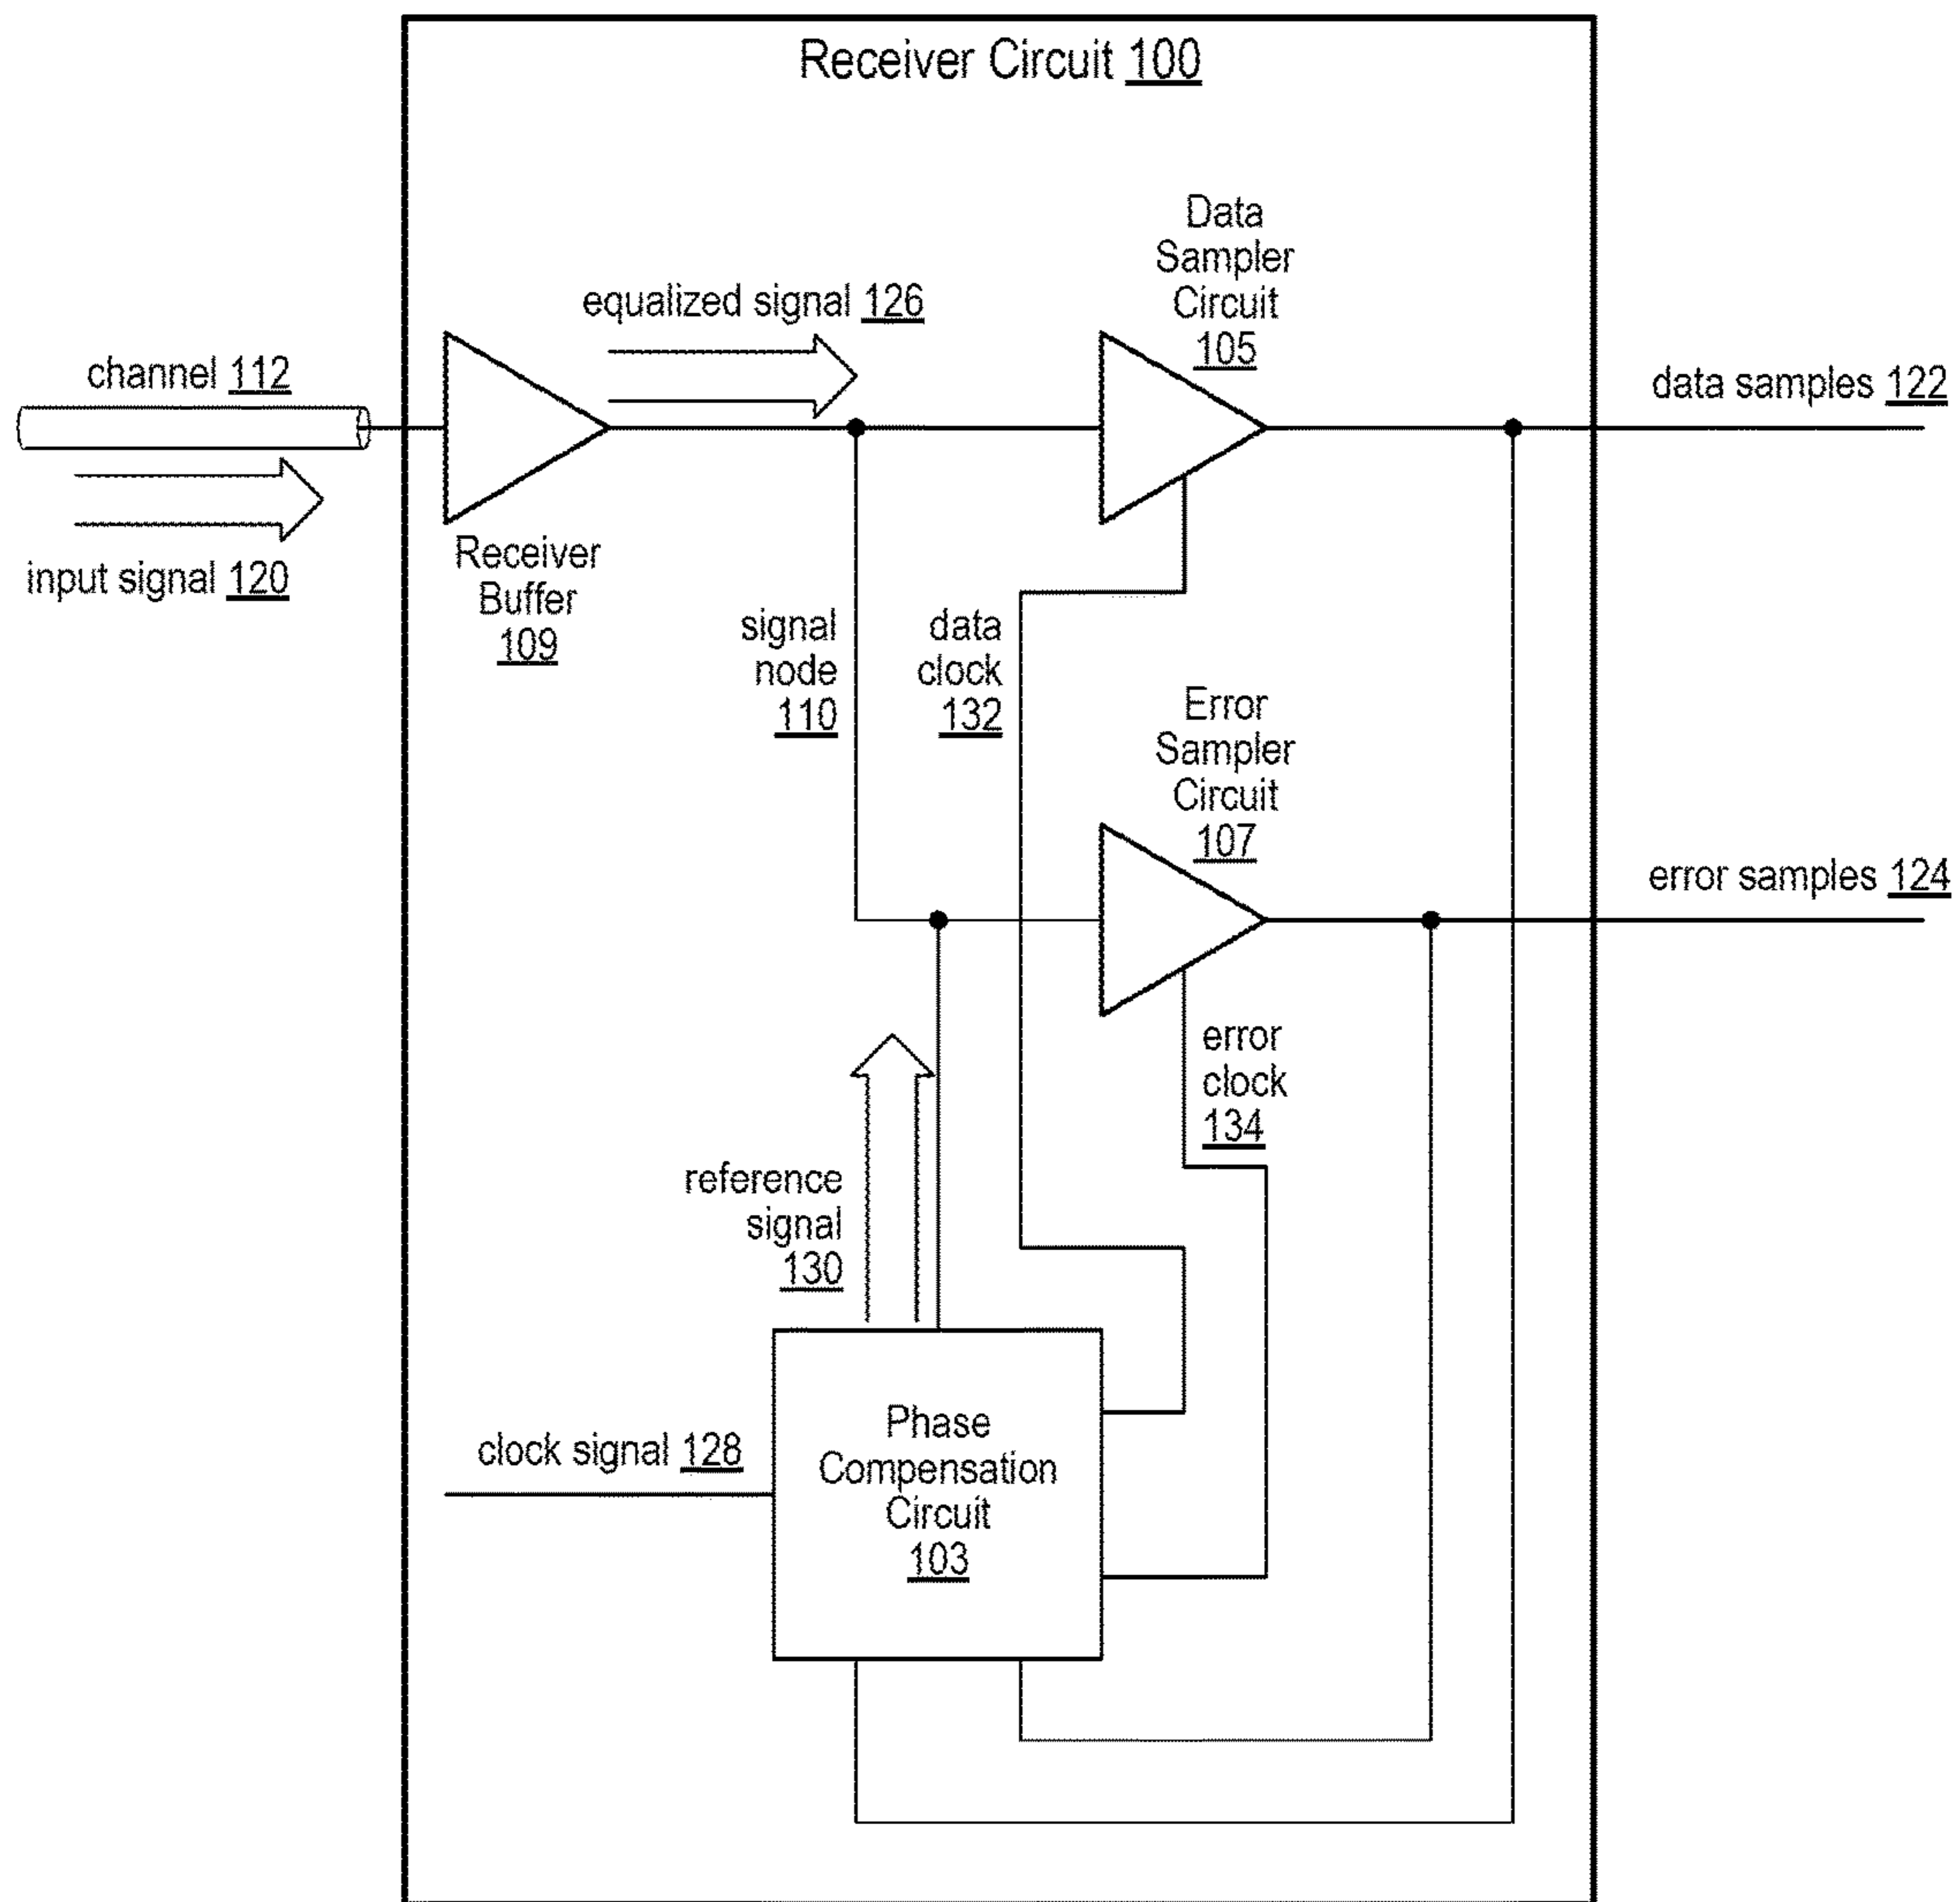 Receiver Circuit 100
Data
Sampler
Circuit
105
equalized signal 126
channel 112
data samples 122
input signal 120
Receiver
Buffer
109
signal
node
110
data
clock
132
Error
Sampler
Circuit
107
error samples 124
error
clock
134
reference
signal
130
clock signal 128
Phase
Compensation
Circuit
103